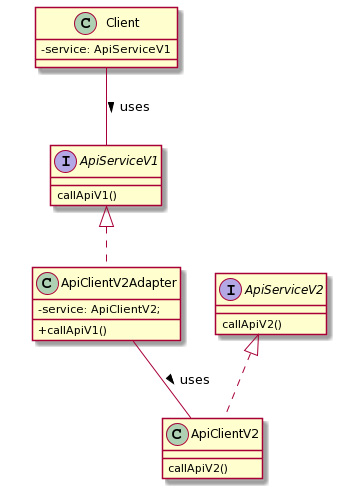 C Client
-service: ApiServiceV1
uses
I ApiServiceV1
callApiV1()
C ApiClientV2Adapter
-service: ApiClientV2;
+callApiV1()
I ApiServiceV2
callApiV2()
uses
C ApiClientV2
callApiV2()